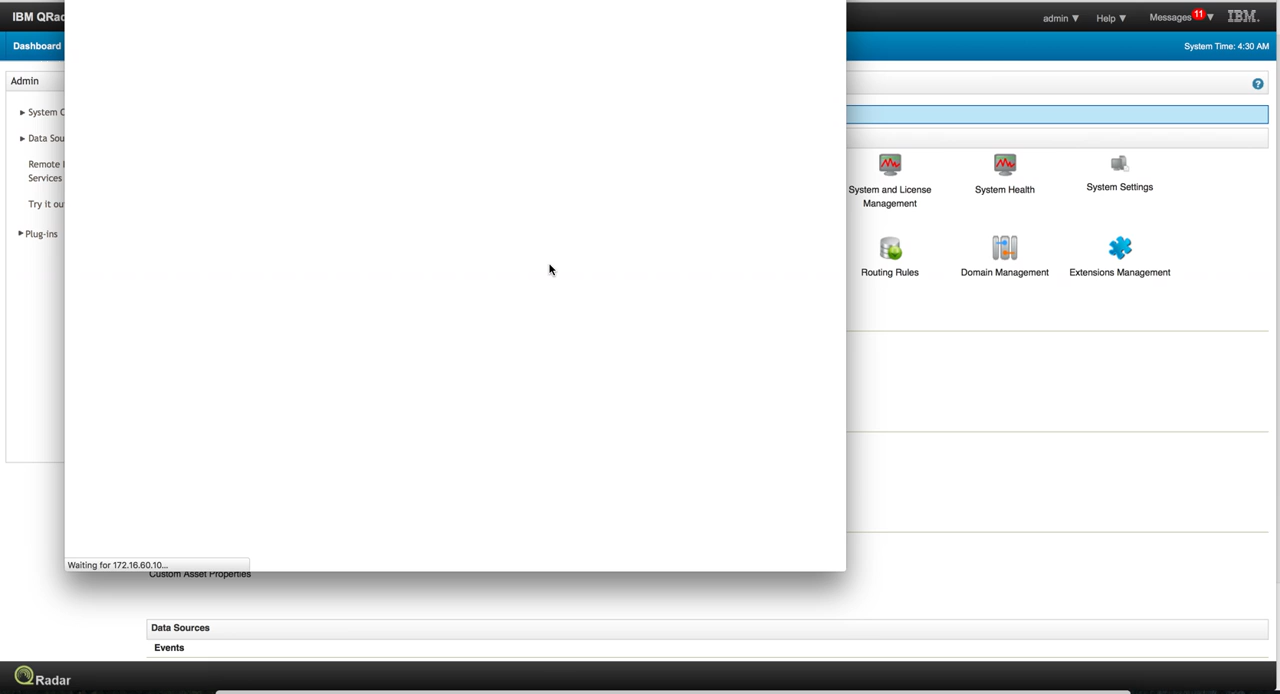 IBM QRad
admin ▼
Help ▼
Messages 11 ▼
IBM.
Dashboard
System Time: 4:30 AM
Admin
System C
Data Sou
Remote
Services
Try it ou
Plug-ins
System and License
Management
System Health
System Settings
Routing Rules
Domain Management
Extensions Management
Waiting for 172.16.60.10...
Custom Asset Properties
Data Sources
Events
QRadar